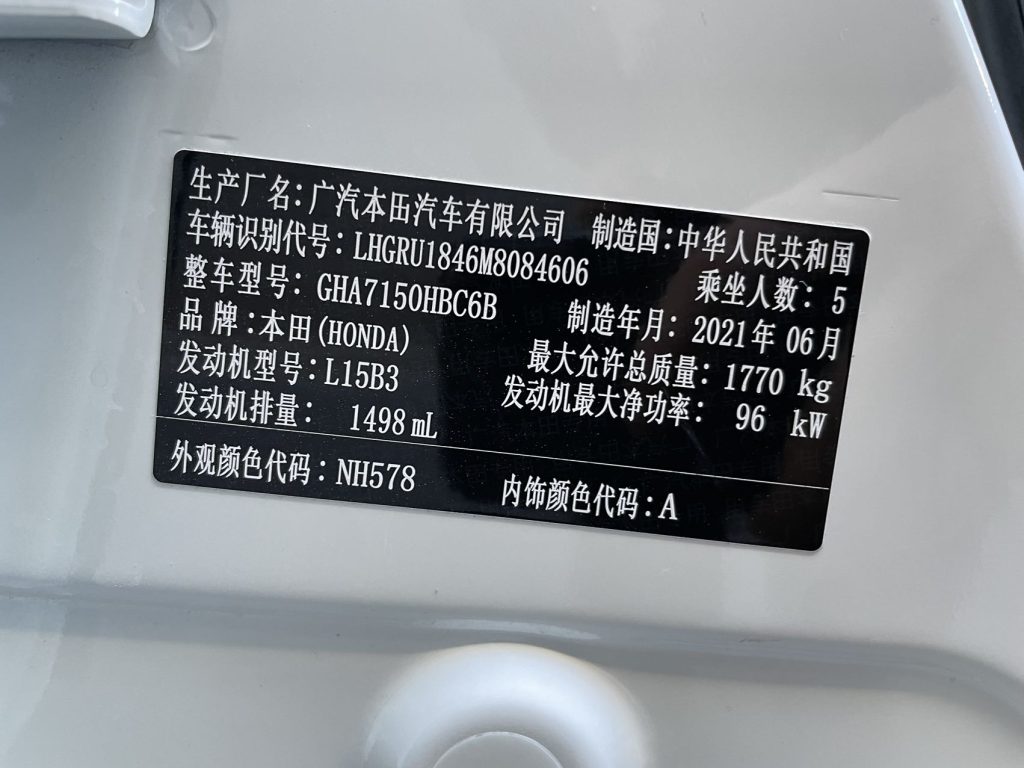 生产厂名：广汽本田汽车有限公司 制造国：中华人民共和国
车辆识别代号：LHGRU1846M8084606 乘坐人数：5
整车型号：GHA7150HBC6B 制造年月：2021年 06月
品 牌：本田(HONDA) 最大允许总质量：1770 kg
发动机型号：L15B3 发动机最大净功率： 96 kW
发动机排量： 1498 mL
外观颜色代码：NH578 内饰颜色代码：A